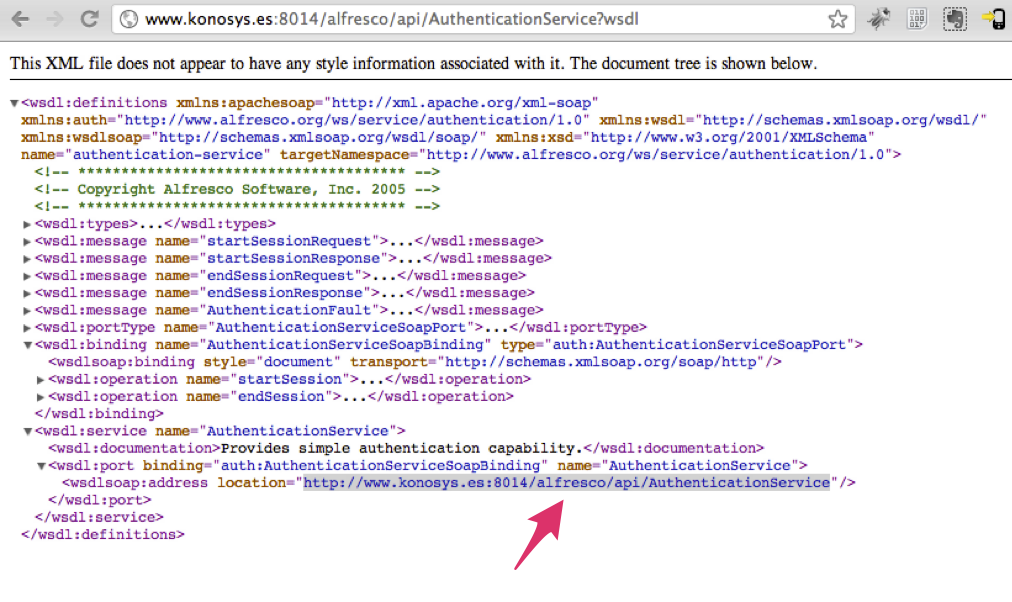 www.konosys.es:8014/alfresco/api/AuthenticationService?wsdl
This XML file does not appear to have any style information associated with it. The document tree is shown below.
▼<wsdl:definitions xmlns:apachesoap="http://xml.apache.org/xml-soap"
xmlns:auth="http://www.alfresco.org/ws/service/authentication/1.0" xmlns:wsdl="http://schemas.xmlsoap.org/wsdl/"
xmlns:wsdlsoap="http://schemas.xmlsoap.org/wsdl/soap/" xmlns:xsd="http://www.w3.org/2001/XMLSchema"
name="authentication-service" targetNamespace="http://www.alfresco.org/ws/service/authentication/1.0">
<!-- ************************************** -->
<!-- Copyright Alfresco Software, Inc. 2005 -->
<!-- ************************************** -->
▶<wsdl:types>...</wsdl:types>
▶<wsdl:message name="startSessionRequest">...</wsdl:message>
▶<wsdl:message name="startSessionResponse">...</wsdl:message>
▶<wsdl:message name="endSessionRequest">...</wsdl:message>
▶<wsdl:message name="endSessionResponse">...</wsdl:message>
▶<wsdl:message name="AuthenticationFault">...</wsdl:message>
▶<wsdl:portType name="AuthenticationServiceSoapPort">...</wsdl:portType>
▼<wsdl:binding name="AuthenticationServiceSoapBinding" type="auth:AuthenticationServiceSoapPort">
<wsdlsoap:binding style="document" transport="http://schemas.xmlsoap.org/soap/http"/>
▶<wsdl:operation name="startSession">...</wsdl:operation>
▶<wsdl:operation name="endSession">...</wsdl:operation>
</wsdl:binding>
▼<wsdl:service name="AuthenticationService">
<wsdl:documentation>Provides simple authentication capability.</wsdl:documentation>
▼<wsdl:port binding="auth:AuthenticationServiceSoapBinding" name="AuthenticationService">
<wsdlsoap:address location="http://www.konosys.es:8014/alfresco/api/AuthenticationService"/>
</wsdl:port>
</wsdl:service>
</wsdl:definitions>